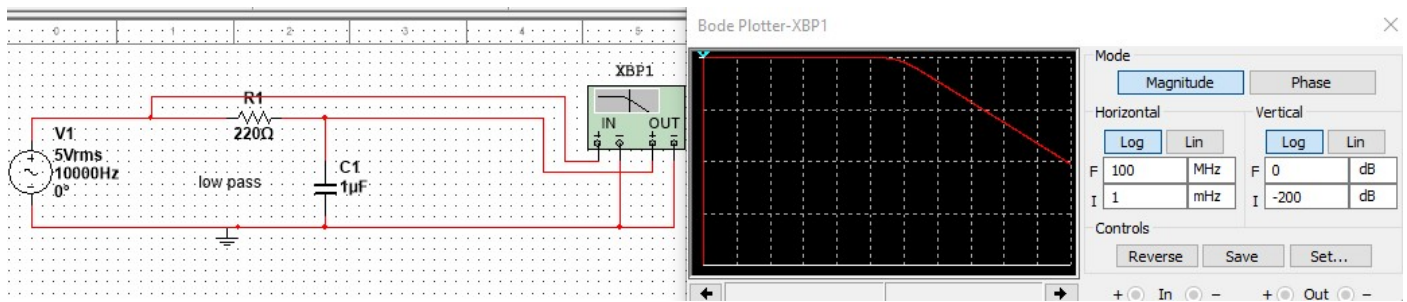 0 1 2 3 4 5
XBP1
IN OUT
+ − + −
R1
220Ω
V1
5Vrms
10000Hz
0°
low pass
C1
1µF
Bode Plotter-XBP1
Mode
Magnitude Phase
Horizontal Vertical
Log Lin Log Lin
F 100 MHz F 0 dB
I 1 mHz I -200 dB
Controls
Reverse Save Set...
+ In − + Out −